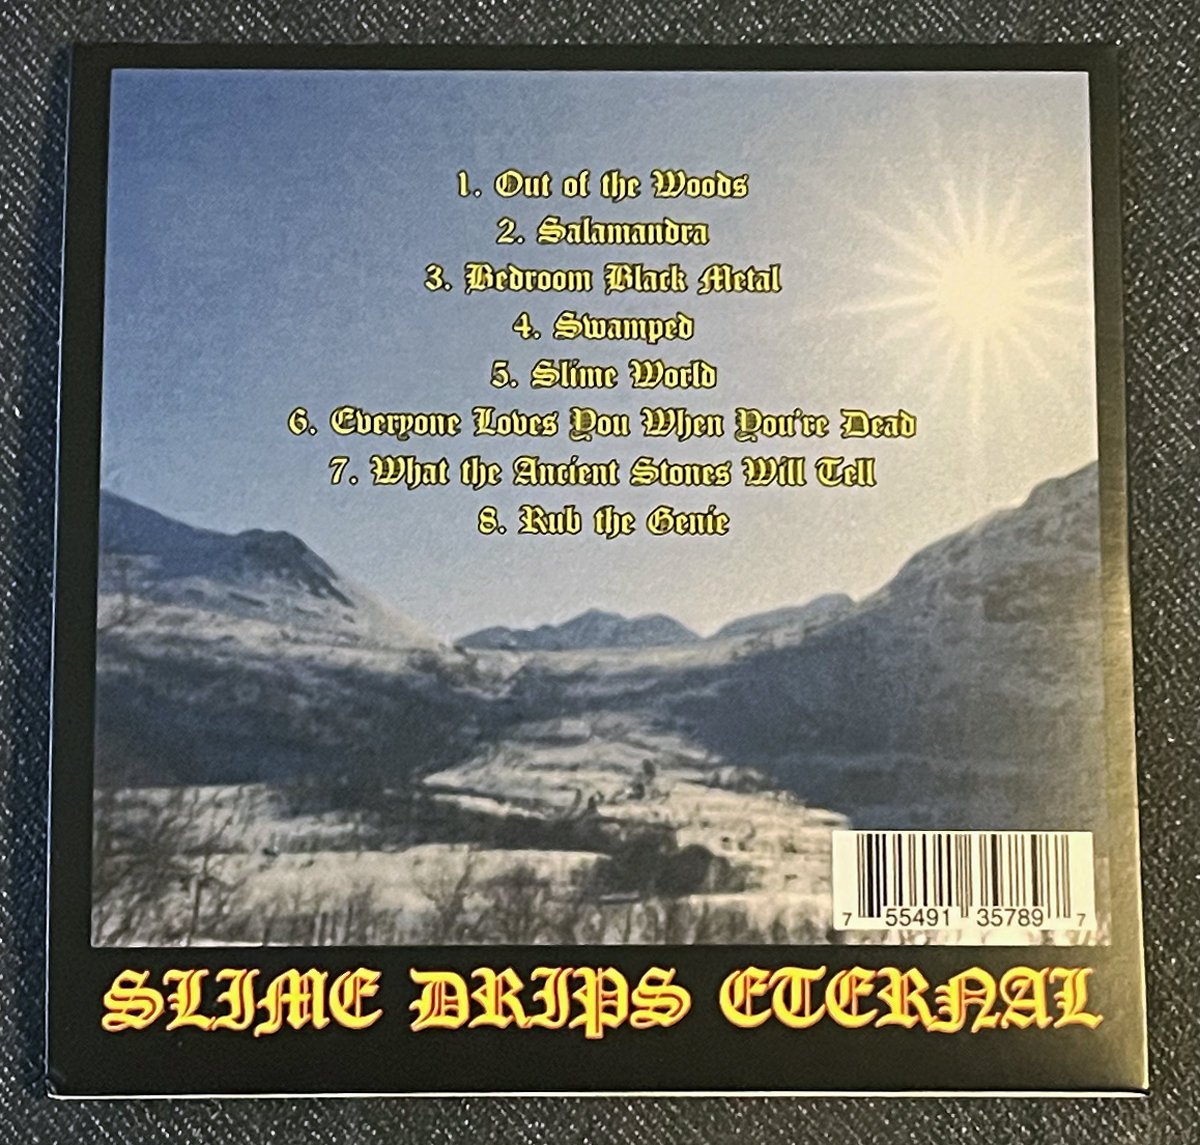 1. Out of the Woods
2. Salamandra
3. Bedroom Black Metal
4. Swamped
5. Slime World
6. Everyone Loves You When You're Dead
7. What the Ancient Stones Will Tell
8. Rub the Genie
7 55491 35789 7
SLIME DRIPS ETERNAL